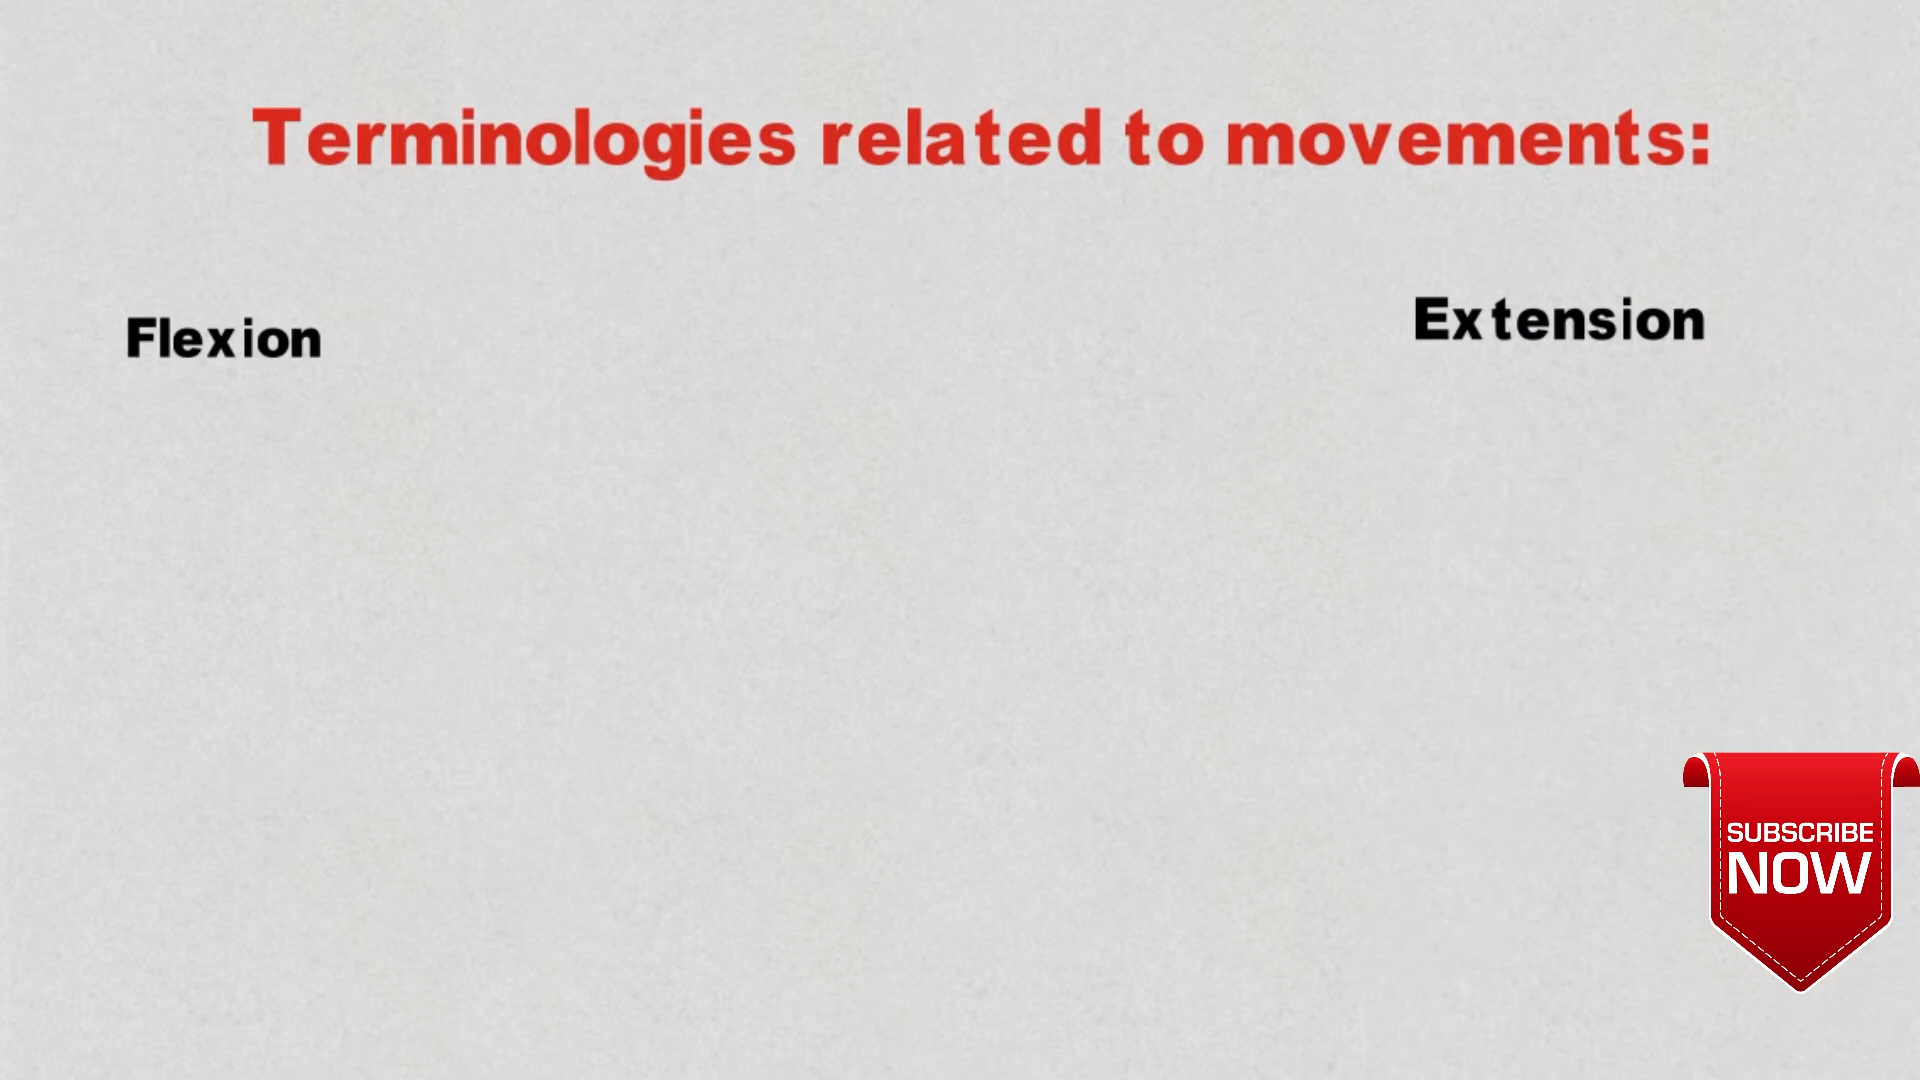 Terminologies related to movements:
Flexion
Extension
SUBSCRIBE
NOW